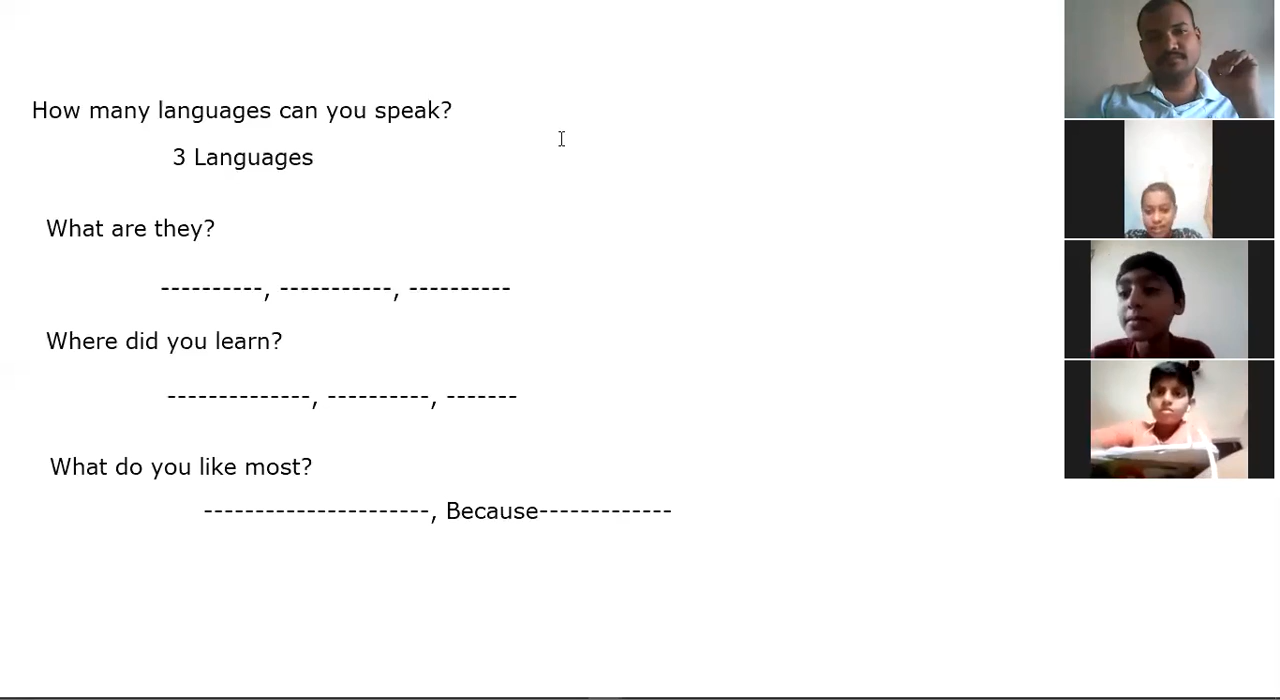 How many languages can you speak?
3 Languages
What are they?
----------, -----------, ----------
Where did you learn?
--------------, ----------, -------
What do you like most?
----------------------, Because-------------